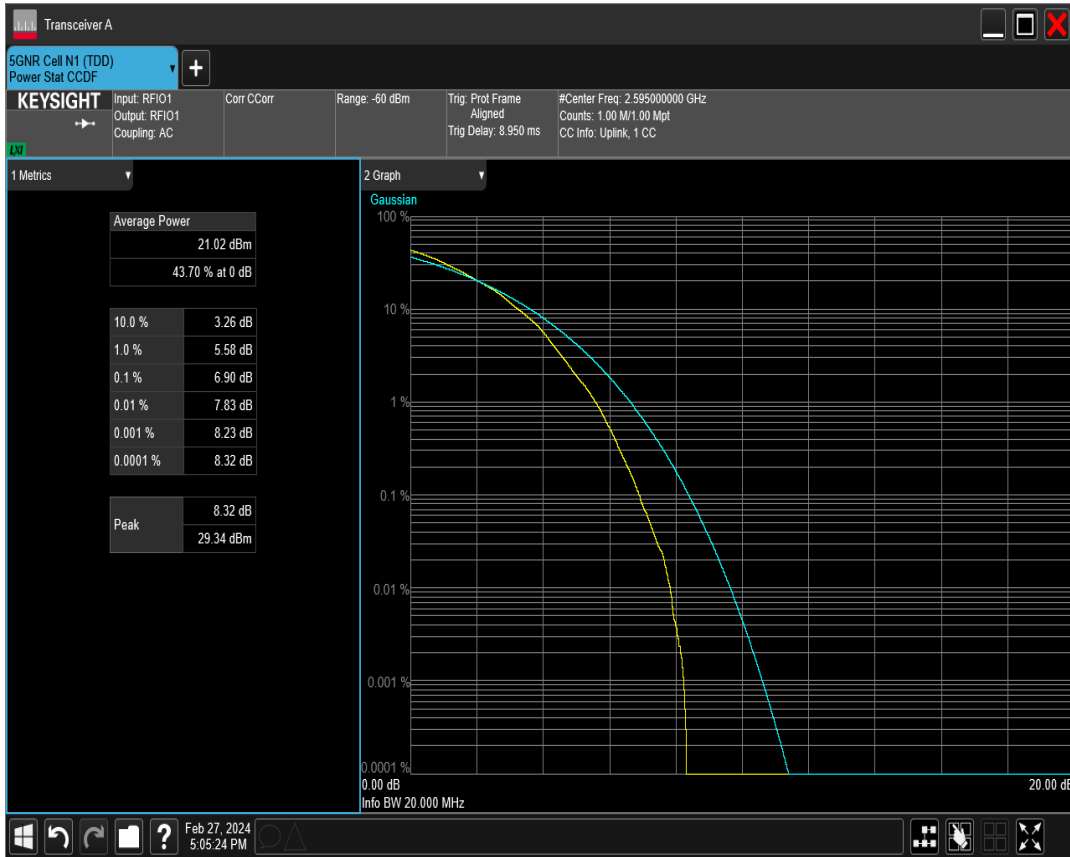 Transceiver A
5GNR Cell N1 (TDD)
Power Stat CCDF
KEYSIGHT
LXI
Input: RFIO1
Output: RFIO1
Coupling: AC
Corr CCorr
Range: -60 dBm
Trig: Prot Frame
Aligned
Trig Delay: 8.950 ms
#Center Freq: 2.595000000 GHz
Counts: 1.00 M/1.00 Mpt
CC Info: Uplink, 1 CC
1 Metrics
Average Power
21.02 dBm
43.70 % at 0 dB
10.0 % 3.26 dB
1.0 % 5.58 dB
0.1 % 6.90 dB
0.01 % 7.83 dB
0.001 % 8.23 dB
0.0001 % 8.32 dB
Peak 8.32 dB
29.34 dBm
2 Graph
Gaussian
100 %
10 %
1 %
0.1 %
0.01 %
0.001 %
0.0001 %
0.00 dB 20.00 dB
Info BW 20.000 MHz
Feb 27, 2024
5:05:24 PM